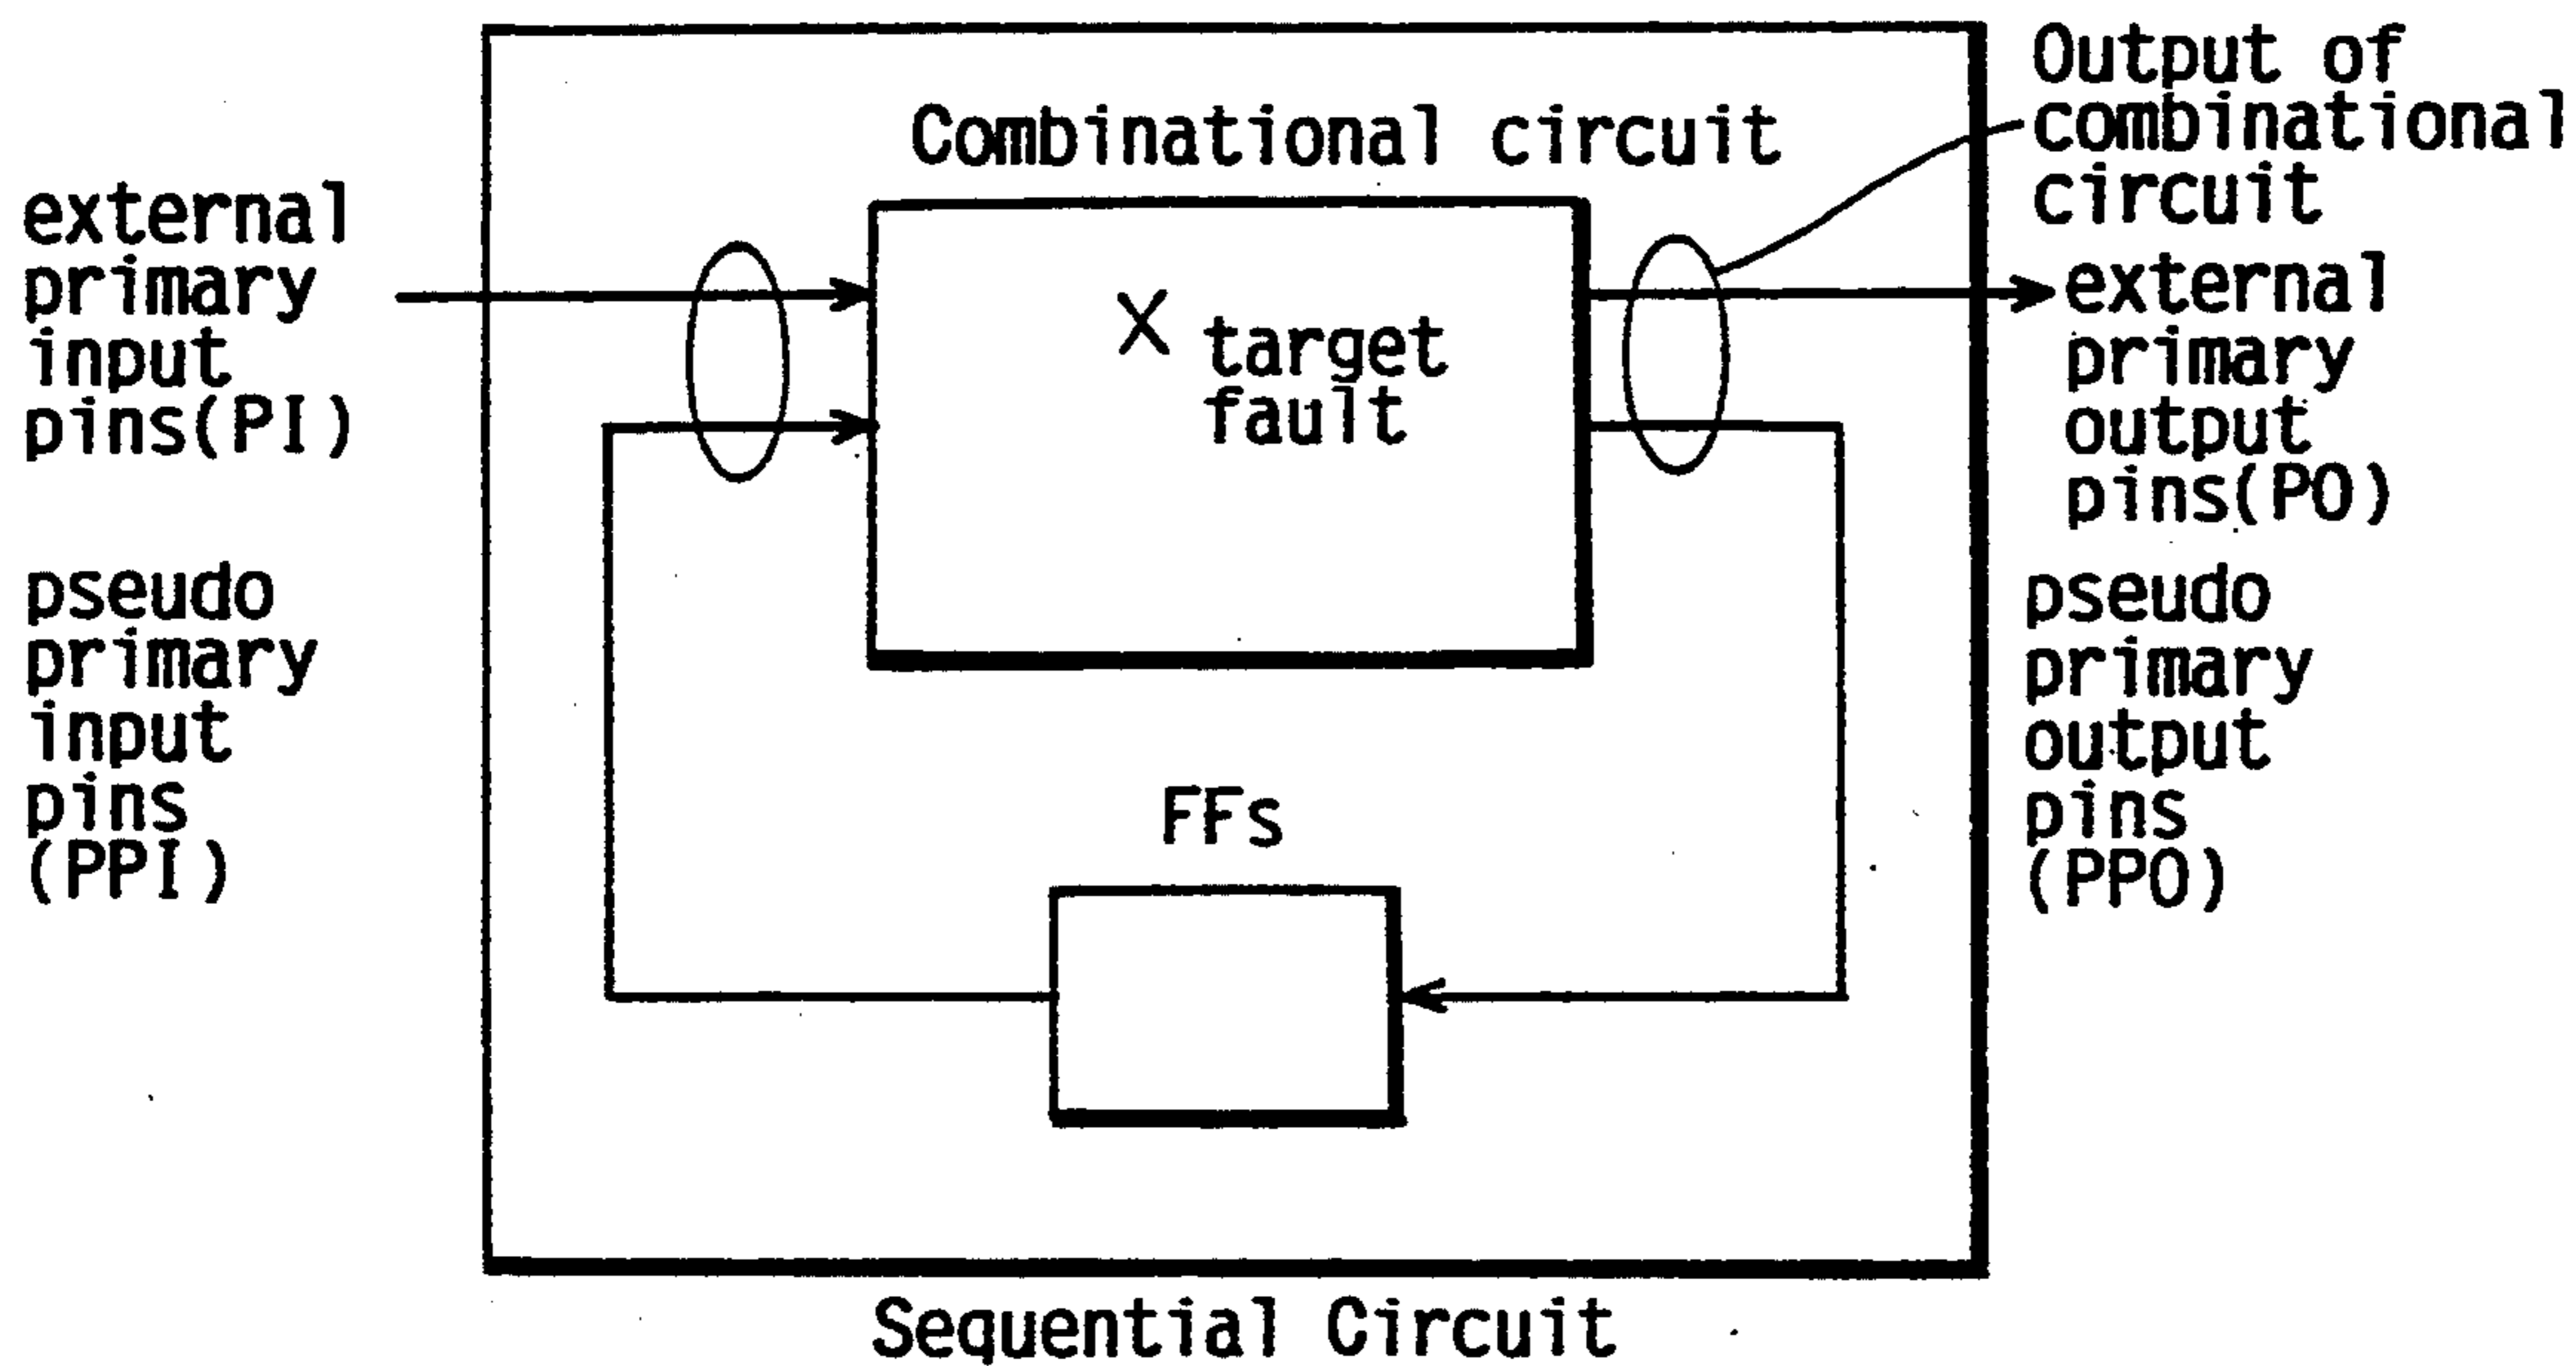 Output of
combinational
circuit
Combinational circuit
external
primary
input
pins(PI)
X target
fault
external
primary
output
pins(PO)
pseudo
primary
input
pins
(PPI)
pseudo
primary
output
pins
(PPO)
FFs
Sequential Circuit